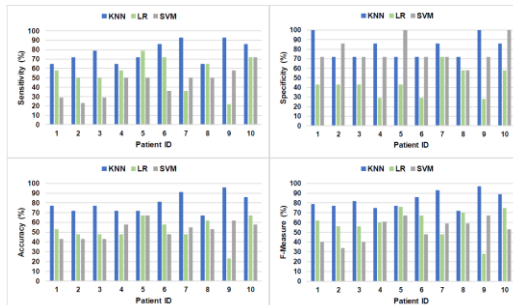 KNN LR SVM
100
90
80
70
60
50
40
30
20
10
0
Sensitivity (%)
1 2 3 4 5 6 7 8 9 10
Patient ID
KNN LR SVM
100
90
80
70
60
50
40
30
20
10
0
Specificity (%)
1 2 3 4 5 6 7 8 9 10
Patient ID
KNN LR SVM
100
90
80
70
60
50
40
30
20
10
0
Accuracy (%)
1 2 3 4 5 6 7 8 9 10
Patient ID
KNN LR SVM
100
90
80
70
60
50
40
30
20
10
0
F-Measure (%)
1 2 3 4 5 6 7 8 9 10
Patient ID